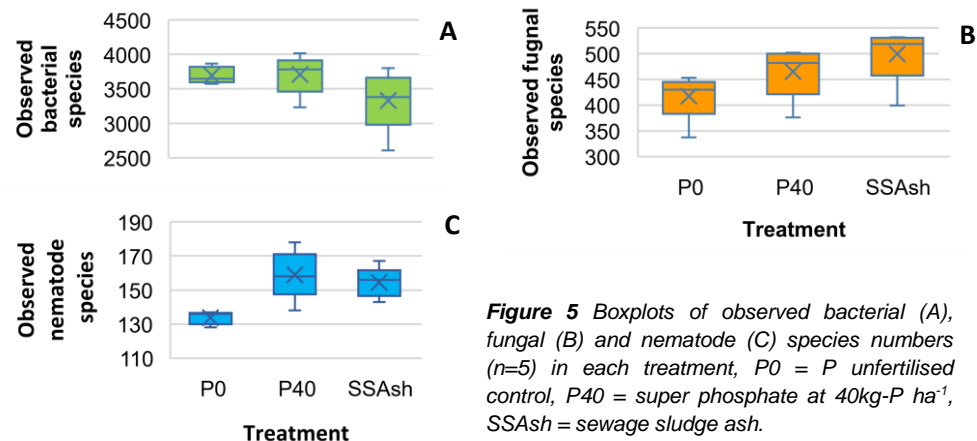 A
Observed
bacterial
species
4500
4000
3500
3000
2500
B
Observed fugnal
species
550
500
450
400
350
300
P0 P40 SSAsh
Treatment
C
Observed
nematode
species
190
170
150
130
110
P0 P40 SSAsh
Treatment
Figure 5 Boxplots of observed bacterial (A),
fungal (B) and nematode (C) species numbers
(n=5) in each treatment, P0 = P unfertilised
control, P40 = super phosphate at 40kg-P ha⁻¹,
SSAsh = sewage sludge ash.